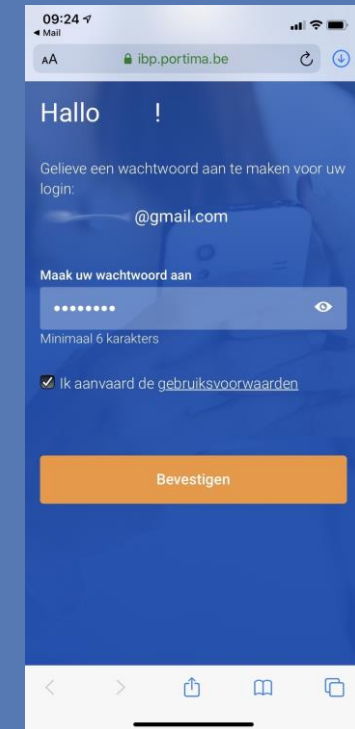 09:24
Mail
AA
ibp.portima.be
Hallo !
Gelieve een wachtwoord aan te maken voor uw
login:
@gmail.com
Maak uw wachtwoord aan
Minimaal 6 karakters
Ik aanvaard de gebruiksvoorwaarden
Bevestigen